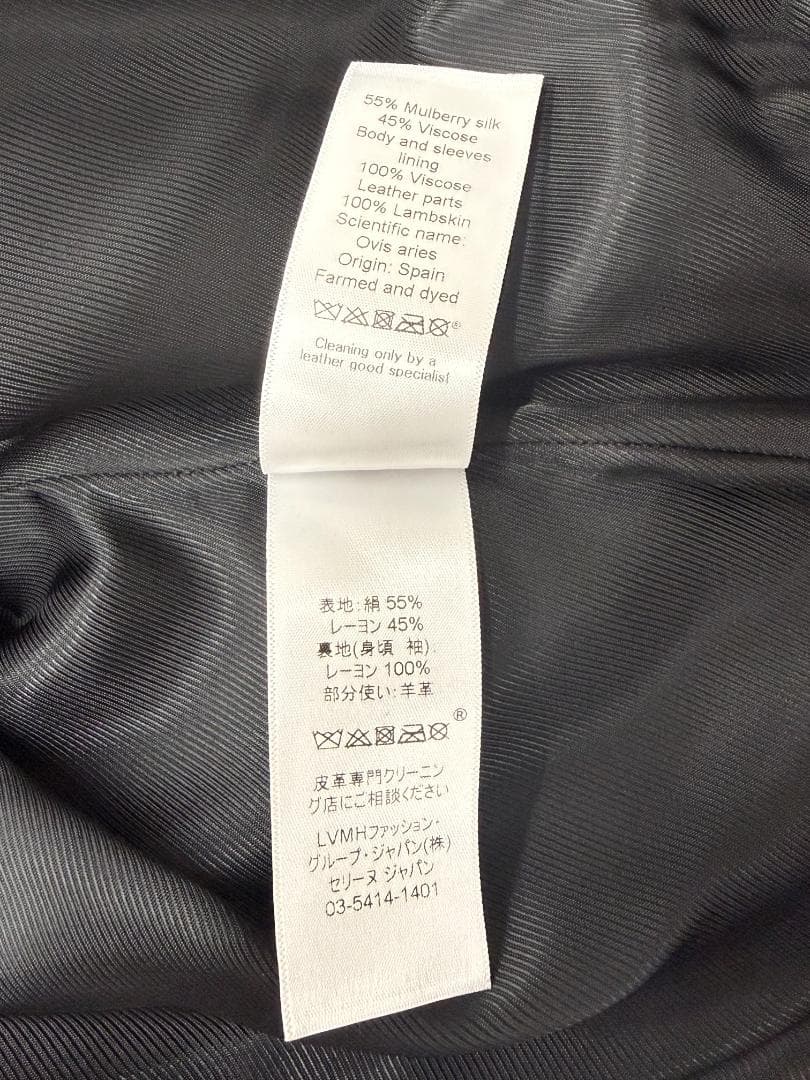 55% Mulberry silk
45% Viscose
Body and sleeves
lining
100% Viscose
Leather parts
100% Lambskin
Scientific name:
Ovis aries
Origin: Spain
Farmed and dyed
®
Cleaning only by a
leather good specialist
表地:絹 55%
レーヨン 45%
裏地(身頃 袖):
レーヨン 100%
部分使い:羊革
®
皮革専門クリーニン
グ店にご相談ください
LVMHファッション・
グループ・ジャパン(株)
セリーヌ ジャパン
03-5414-1401